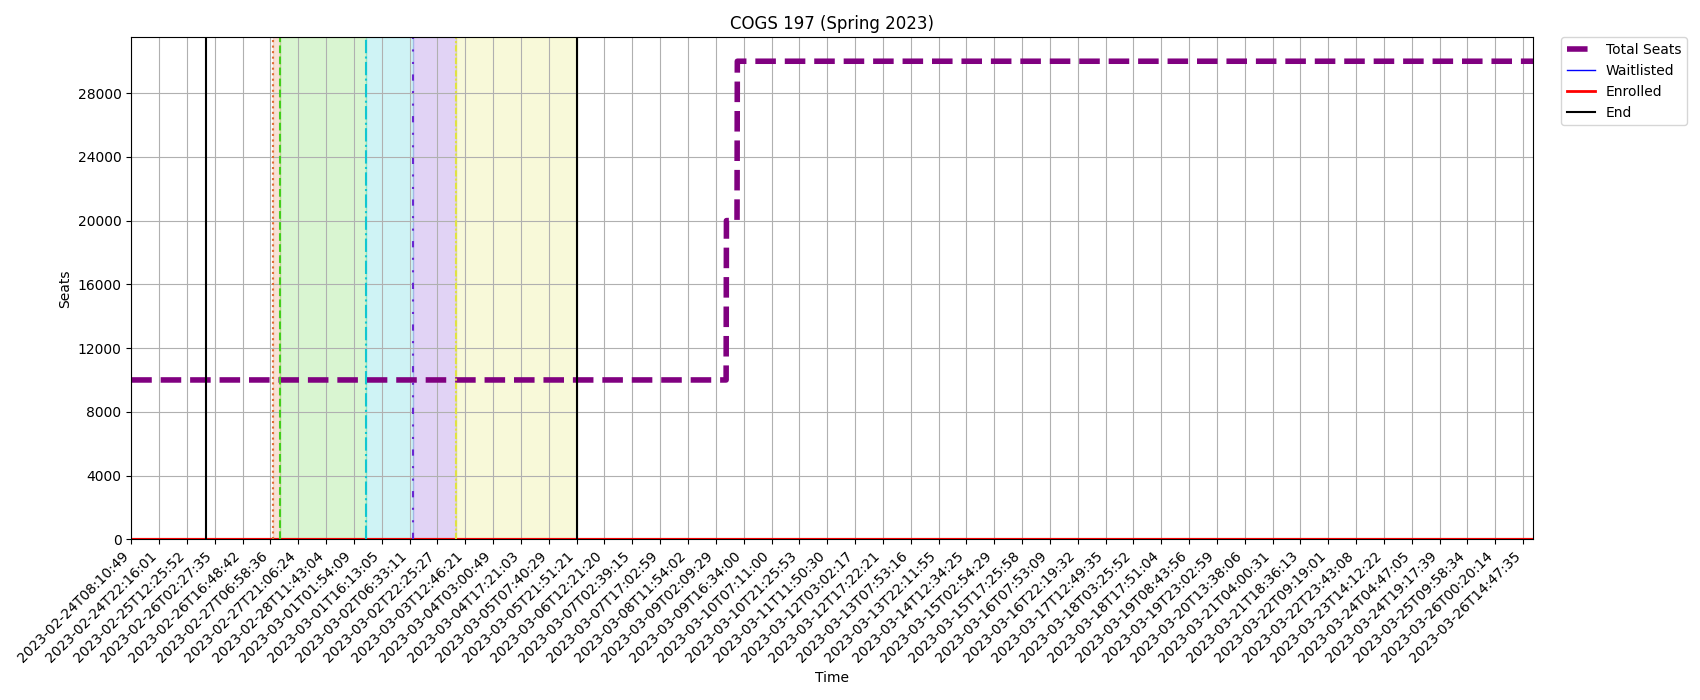 COGS 197 (Spring 2023)
Total Seats
Waitlisted
Enrolled
End
Seats
28000
24000
20000
16000
12000
8000
4000
0
2023-02-24T08:10:49
2023-02-24T22:16:01
2023-02-25T12:25:52
2023-02-26T02:27:35
2023-02-26T16:48:42
2023-02-27T06:58:36
2023-02-27T21:06:24
2023-02-28T11:43:04
2023-03-01T01:54:09
2023-03-01T16:13:05
2023-03-02T06:33:11
2023-03-02T22:25:27
2023-03-03T12:46:21
2023-03-04T03:00:49
2023-03-04T17:21:03
2023-03-05T07:40:29
2023-03-05T21:51:21
2023-03-06T12:21:20
2023-03-07T02:39:15
2023-03-07T17:02:59
2023-03-08T11:54:02
2023-03-09T02:09:29
2023-03-09T16:34:00
2023-03-10T07:11:00
2023-03-10T21:25:53
2023-03-11T11:50:30
2023-03-12T03:02:17
2023-03-12T17:22:21
2023-03-13T07:53:16
2023-03-13T22:11:55
2023-03-14T12:34:25
2023-03-15T02:54:29
2023-03-15T17:25:58
2023-03-16T07:53:09
2023-03-16T22:19:32
2023-03-17T12:49:35
2023-03-18T03:25:52
2023-03-18T17:51:04
2023-03-19T08:43:56
2023-03-19T23:02:59
2023-03-20T13:38:06
2023-03-21T04:00:31
2023-03-21T18:36:13
2023-03-22T09:19:01
2023-03-22T23:43:08
2023-03-23T14:12:22
2023-03-24T04:47:05
2023-03-24T19:17:39
2023-03-25T09:58:34
2023-03-26T00:20:14
2023-03-26T14:47:35
Time